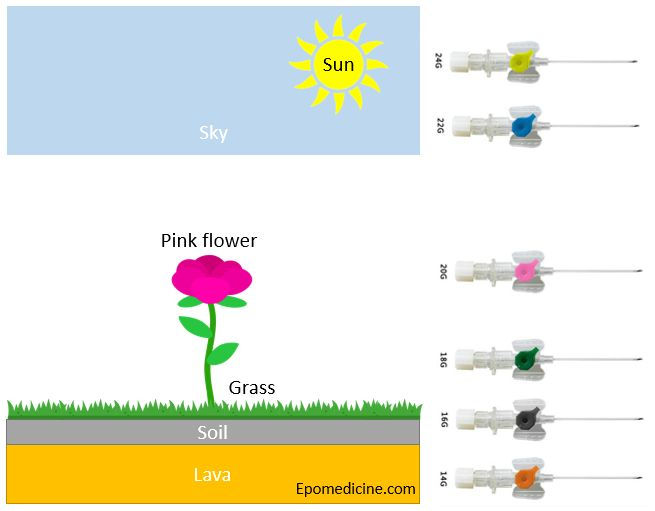 Sun
Sky
Pink flower
Grass
Soil
Lava
Epomedicine.com
24G
22G
20G
18G
16G
14G